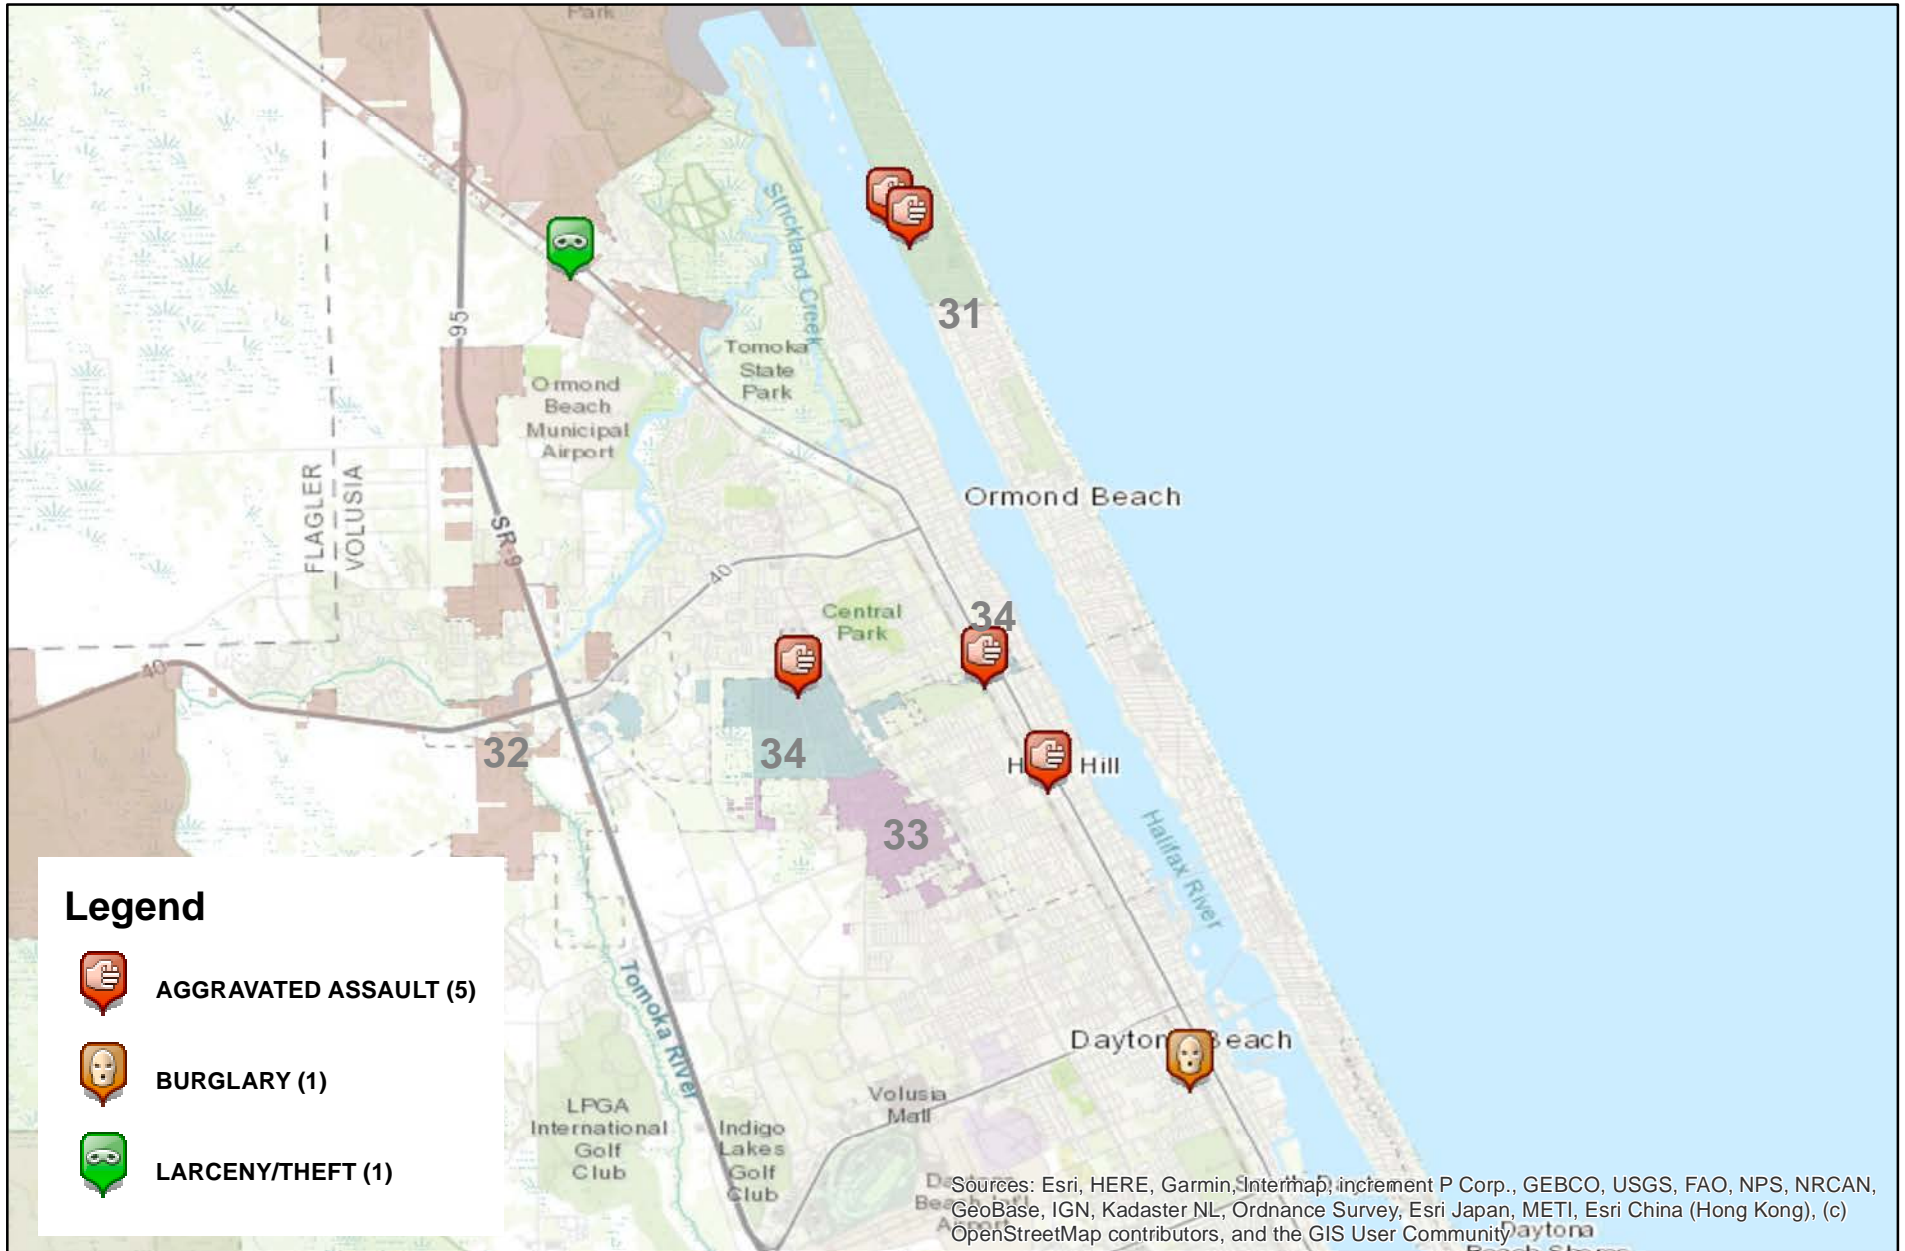 Park
Strickland Creek
31
95
Tomoka
State
Park
Ormond
Beach
Municipal
Airport
FLAGLER
VOLUSIA
SR 9
Ormond Beach
40
Central
Park
34
40
32
34
Hill
33
Halifax River
Legend
AGGRAVATED ASSAULT (5)
BURGLARY (1)
LARCENY/THEFT (1)
Tomoka River
Beach
Volusia
Mall
LPGA
International
Golf
Club
Indigo
Lakes
Golf
Club
Sources: Esri, HERE, Garmin, Intermap, increment P Corp., GEBCO, USGS, FAO, NPS, NRCAN,
GeoBase, IGN, Kadaster NL, Ordnance Survey, Esri Japan, METI, Esri China (Hong Kong), (c)
OpenStreetMap contributors, and the GIS User Community
Airport
Daytona